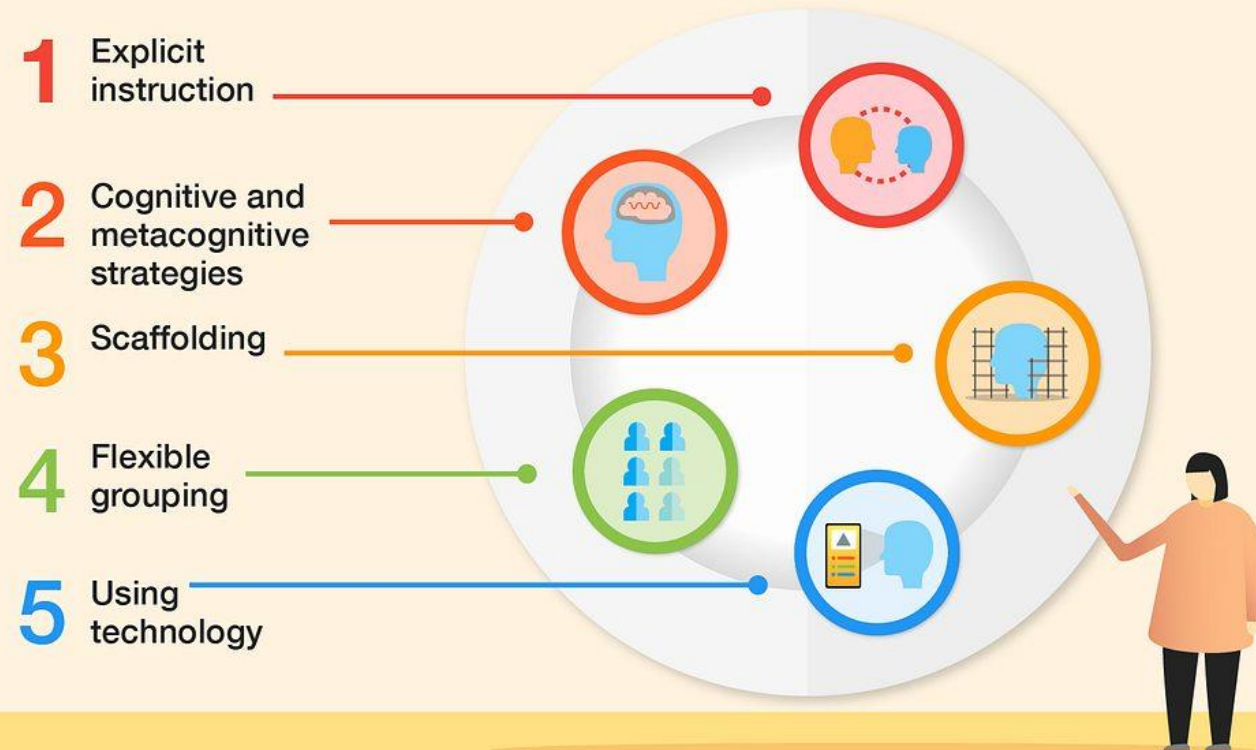 1 Explicit
instruction
2 Cognitive and
metacognitive
strategies
3 Scaffolding
4 Flexible
grouping
5 Using
technology